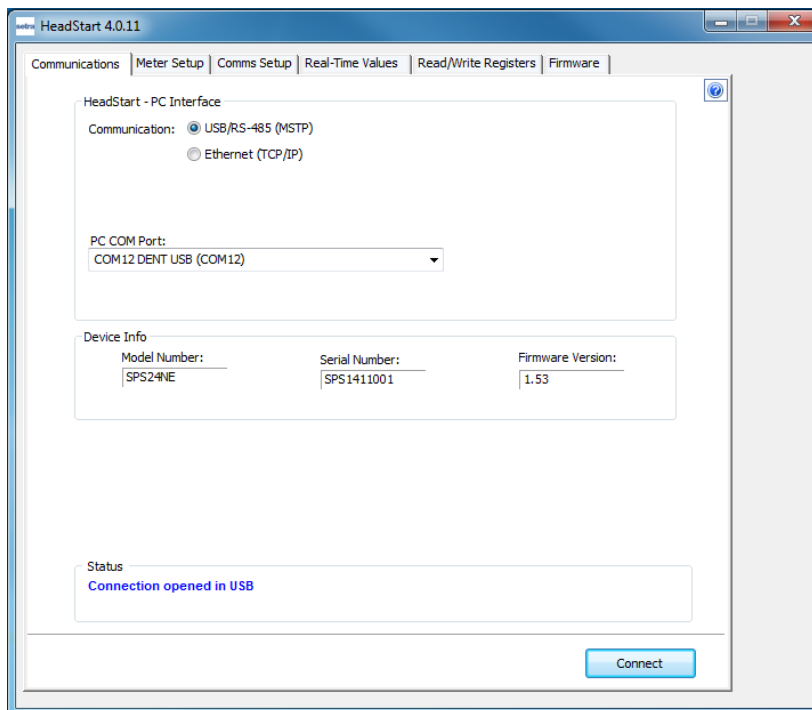 setra HeadStart 4.0.11
Communications Meter Setup Comms Setup Real-Time Values Read/Write Registers Firmware
?
HeadStart - PC Interface
Communication: USB/RS-485 (MSTP)
Ethernet (TCP/IP)
PC COM Port:
COM12 DENT USB (COM12)
Device Info
Model Number: Serial Number: Firmware Version:
SPS24NE SPS1411001 1.53
Status
Connection opened in USB
Connect